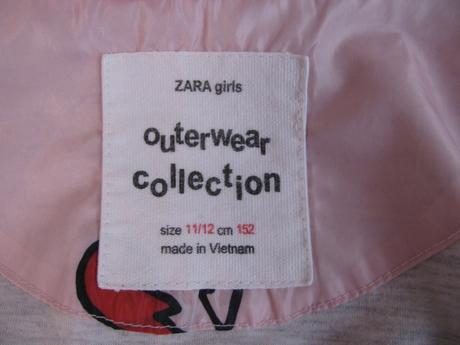 ZARA girls
outerwear
collection
size 11/12 cm 152
made in Vietnam